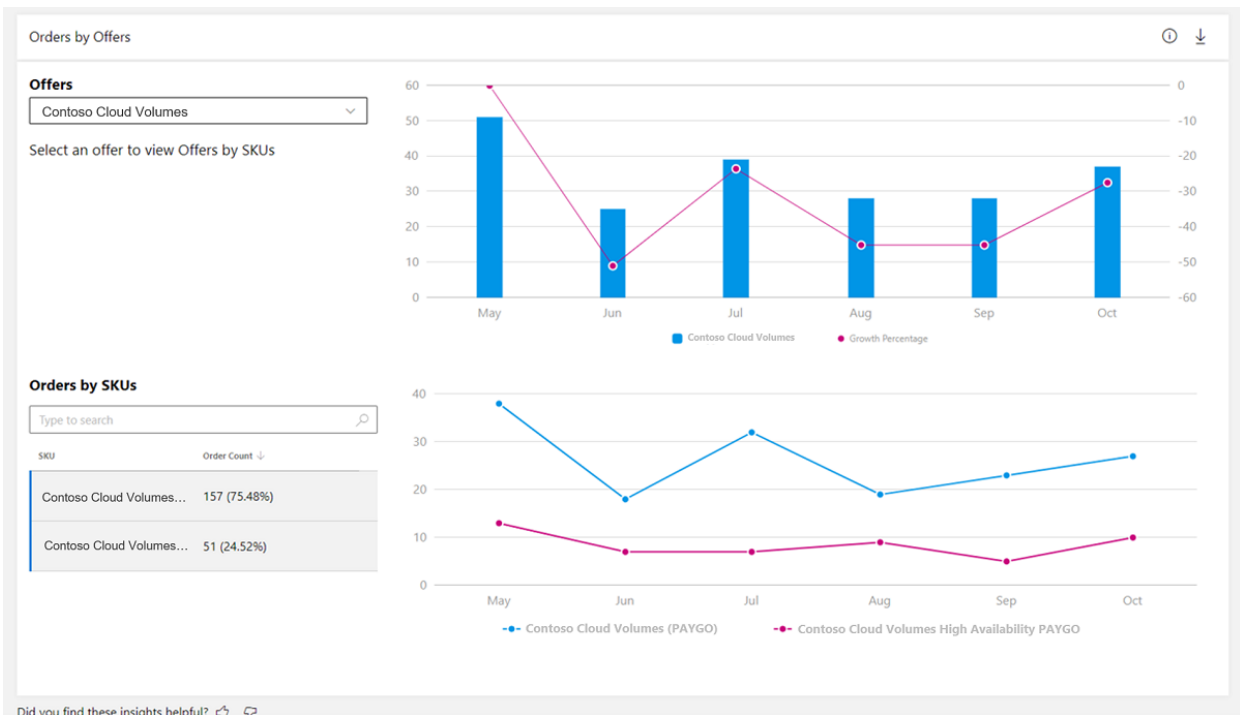 Orders by Offers
Offers
Contoso Cloud Volumes
Select an offer to view Offers by SKUs
60 0
50 -10
40 -20
30 -30
20 -40
10 -50
0 -60
May Jun Jul Aug Sep Oct
Contoso Cloud Volumes Growth Percentage
Orders by SKUs
Type to search
SKU Order Count
Contoso Cloud Volumes... 157 (75.48%)
Contoso Cloud Volumes... 51 (24.52%)
40
30
20
10
0
May Jun Jul Aug Sep Oct
Contoso Cloud Volumes (PAYGO) Contoso Cloud Volumes High Availability PAYGO
Did you find these insights helpful?